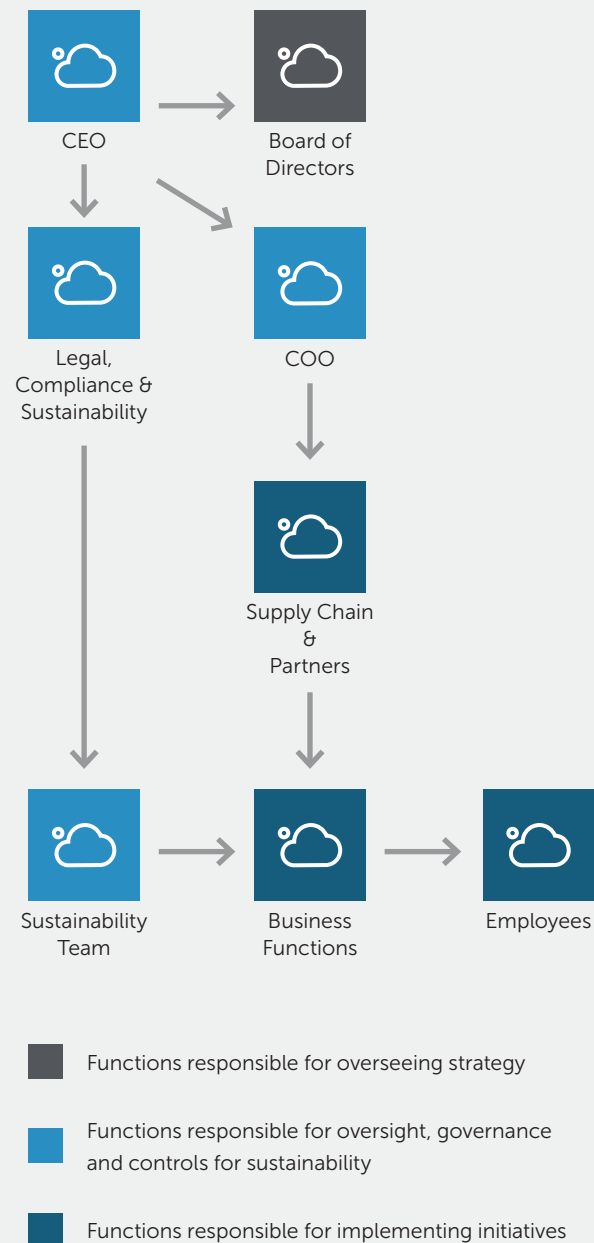 CEO
Board of
Directors
Legal,
Compliance &
Sustainability
COO
Supply Chain
&
Partners
Sustainability
Team
Business
Functions
Employees
Functions responsible for overseeing strategy
Functions responsible for oversight, governance
and controls for sustainability
Functions responsible for implementing initiatives